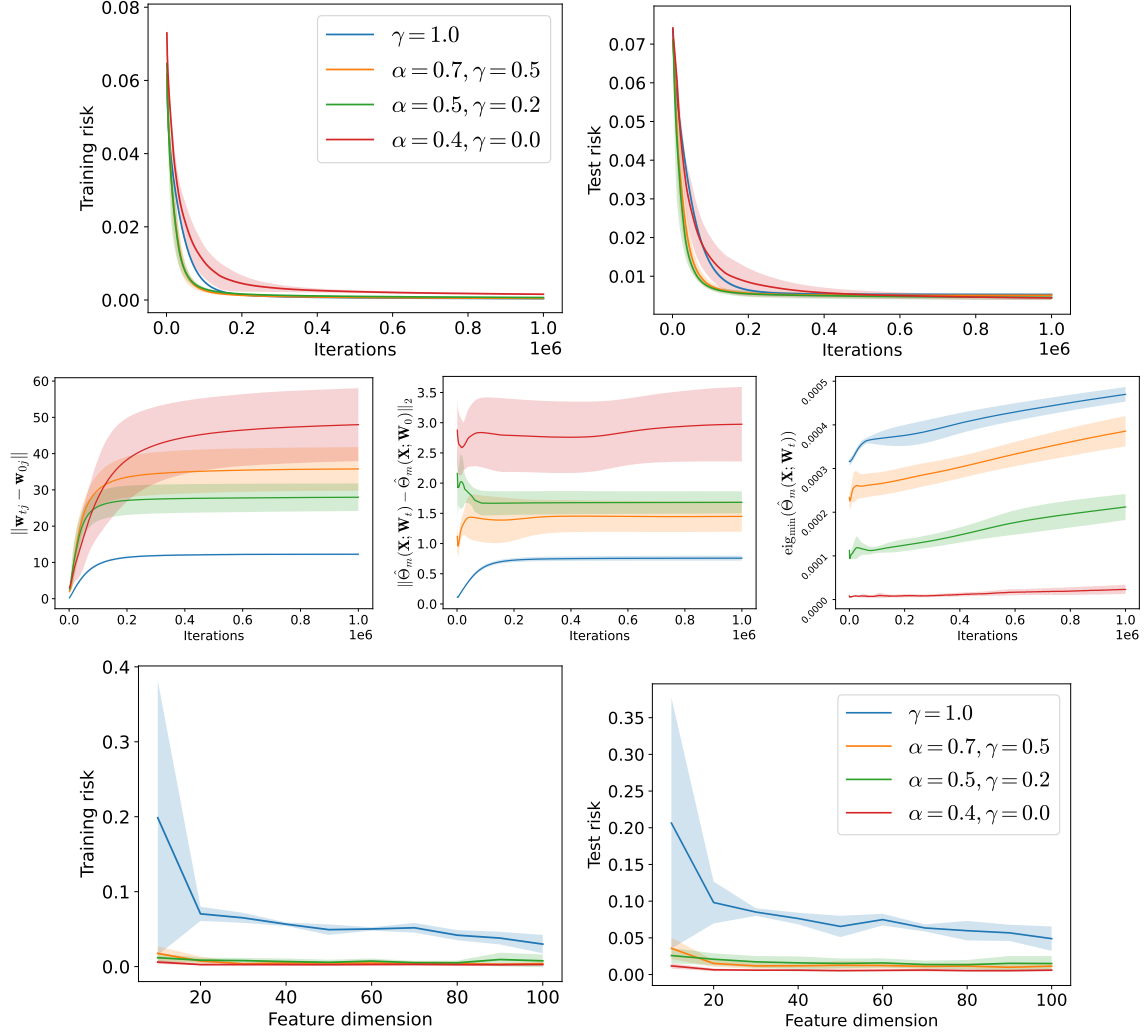 0.08
0.06
0.04
0.02
0.00
Training risk
γ = 1.0
α = 0.7, γ = 0.5
α = 0.5, γ = 0.2
α = 0.4, γ = 0.0
0.0 0.2 0.4 0.6 0.8 1.0
Iterations
1e6
0.07
0.06
0.05
0.04
0.03
0.02
0.01
Test risk
0.0 0.2 0.4 0.6 0.8 1.0
Iterations
1e6
60
50
40
30
20
10
0
||w_{tj} − w_{0j}||
0.0 0.2 0.4 0.6 0.8 1.0
Iterations
1e6
3.5
3.0
2.5
2.0
1.5
1.0
0.5
0.0
||Θ̂_m(X; W_t) − Θ̂_m(X; W_0)||_2
0.0 0.2 0.4 0.6 0.8 1.0
Iterations
1e6
0.0005
0.0004
0.0003
0.0002
0.0001
0.0000
eig_min(Θ̂_m(X; W_t))
0.0 0.2 0.4 0.6 0.8 1.0
Iterations
1e6
0.4
0.3
0.2
0.1
0.0
Training risk
20 40 60 80 100
Feature dimension
0.35
0.30
0.25
0.20
0.15
0.10
0.05
0.00
Test risk
γ = 1.0
α = 0.7, γ = 0.5
α = 0.5, γ = 0.2
α = 0.4, γ = 0.0
20 40 60 80 100
Feature dimension